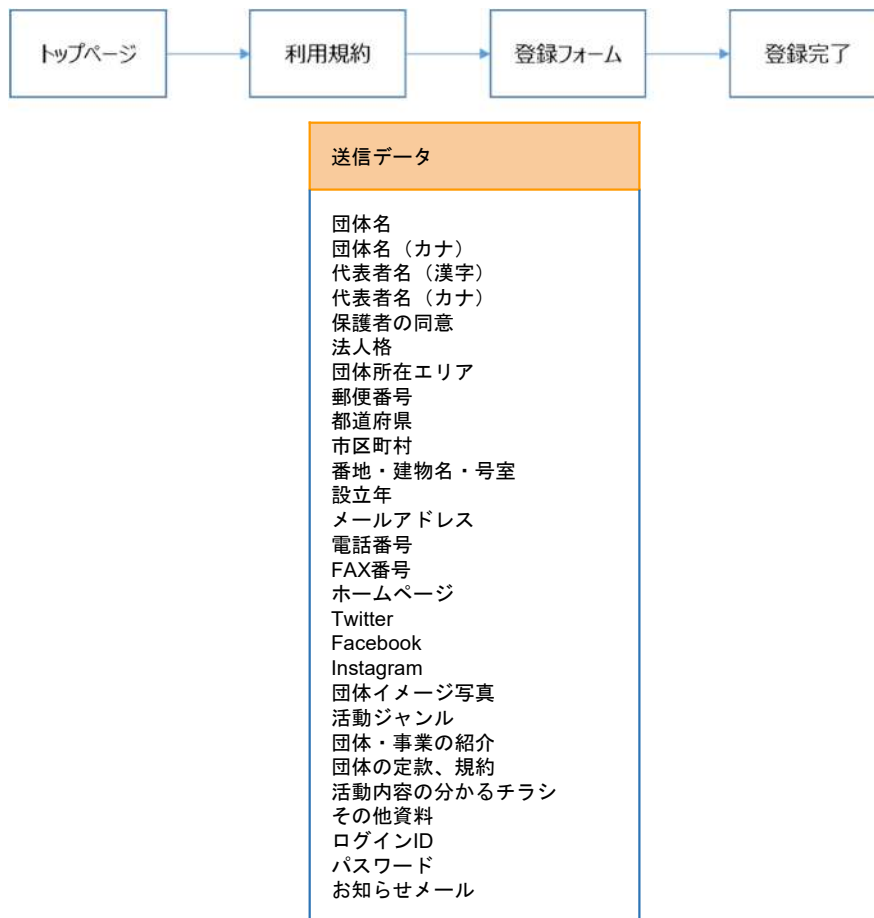 トップページ
利用規約
登録フォーム
登録完了
送信データ
団体名
団体名（カナ）
代表者名（漢字）
代表者名（カナ）
保護者の同意
法人格
団体所在エリア
郵便番号
都道府県
市区町村
番地・建物名・号室
設立年
メールアドレス
電話番号
FAX番号
ホームページ
Twitter
Facebook
Instagram
団体イメージ写真
活動ジャンル
団体・事業の紹介
団体の定款、規約
活動内容の分かるチラシ
その他資料
ログインID
パスワード
お知らせメール